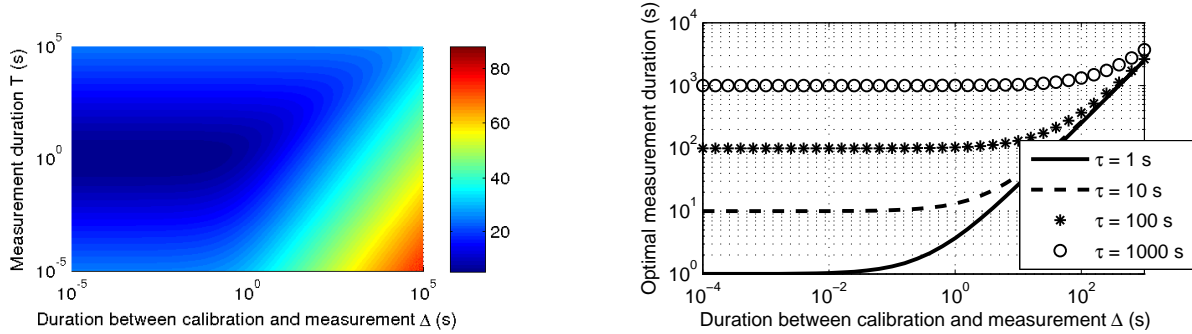 Measurement duration T (s)
10^5
10^0
10^-5
10^-5
10^0
10^5
Duration between calibration and measurement Δ (s)
80
60
40
20
Optimal measurement duration (s)
10^4
10^3
10^2
10^1
10^0
10^-4
10^-2
10^0
10^2
Duration between calibration and measurement Δ (s)
τ = 1 s
τ = 10 s
τ = 100 s
τ = 1000 s